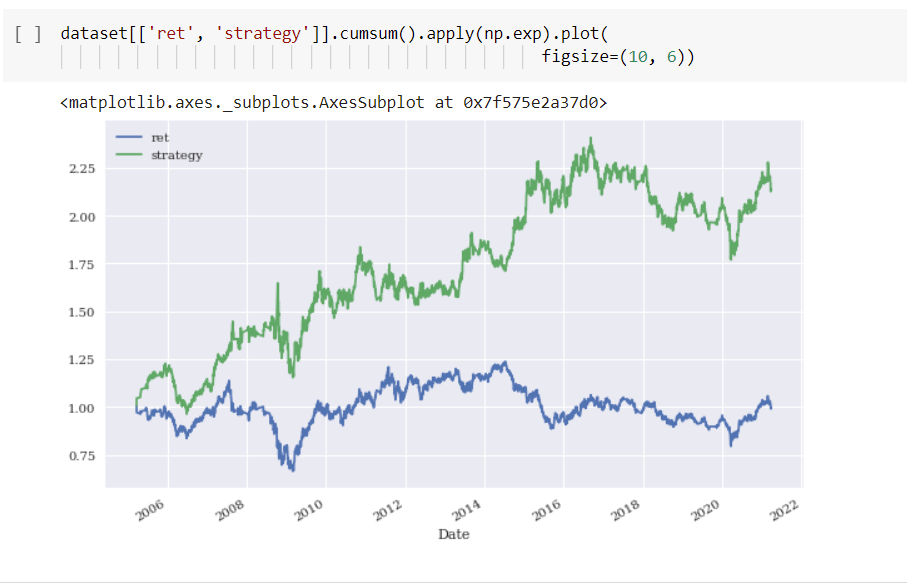 [ ] dataset[['ret', 'strategy']].cumsum().apply(np.exp).plot(
figsize=(10, 6))
<matplotlib.axes._subplots.AxesSubplot at 0x7f575e2a37d0>
ret
strategy
2.25
2.00
1.75
1.50
1.25
1.00
0.75
2006 2008 2010 2012 2014 2016 2018 2020 2022
Date